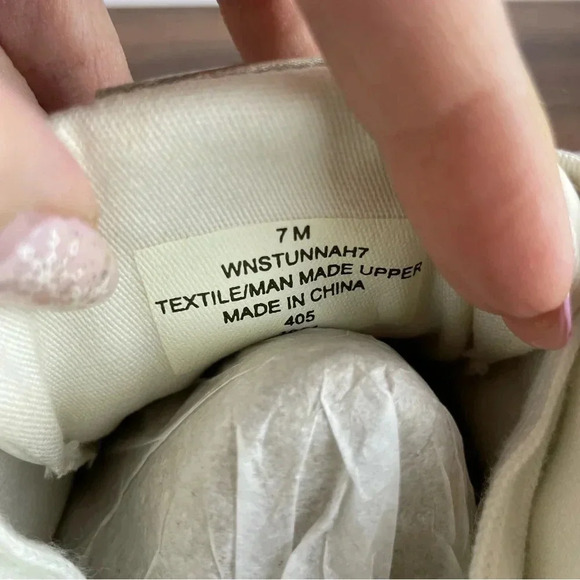 7 M
WNSTUNNAH7
TEXTILE/MAN MADE UPPER
MADE IN CHINA
405